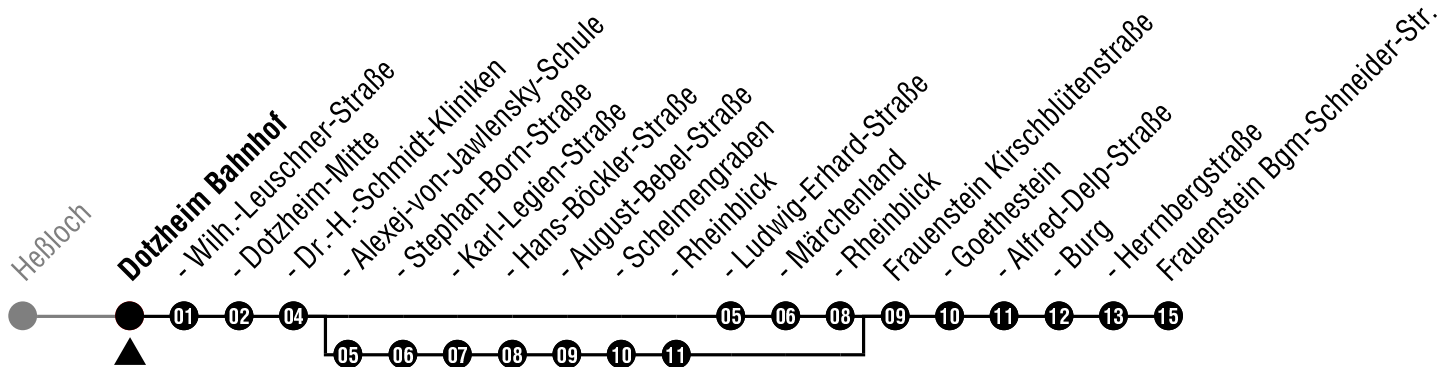 Heßloch
Dotzheim Bahnhof
- Wilh.-Leuschner-Straße
- Dotzheim-Mitte
- Dr.-H.-Schmidt-Kliniken
- Alexej-von-Jawlensky-Schule
- Stephan-Born-Straße
- Karl-Legien-Straße
- Hans-Böckler-Straße
- August-Bebel-Straße
- Schelmengraben
- Rheinblick
- Ludwig-Erhard-Straße
- Märchenland
- Rheinblick
Frauenstein Kirschblütenstraße
- Goethestein
- Alfred-Delp-Straße
- Burg
- Herrnbergstraße
Frauenstein Bgm-Schneider-Str.
01 02 04 05 06 08 09 10 11 12 13 15
05 06 07 08 09 10 11